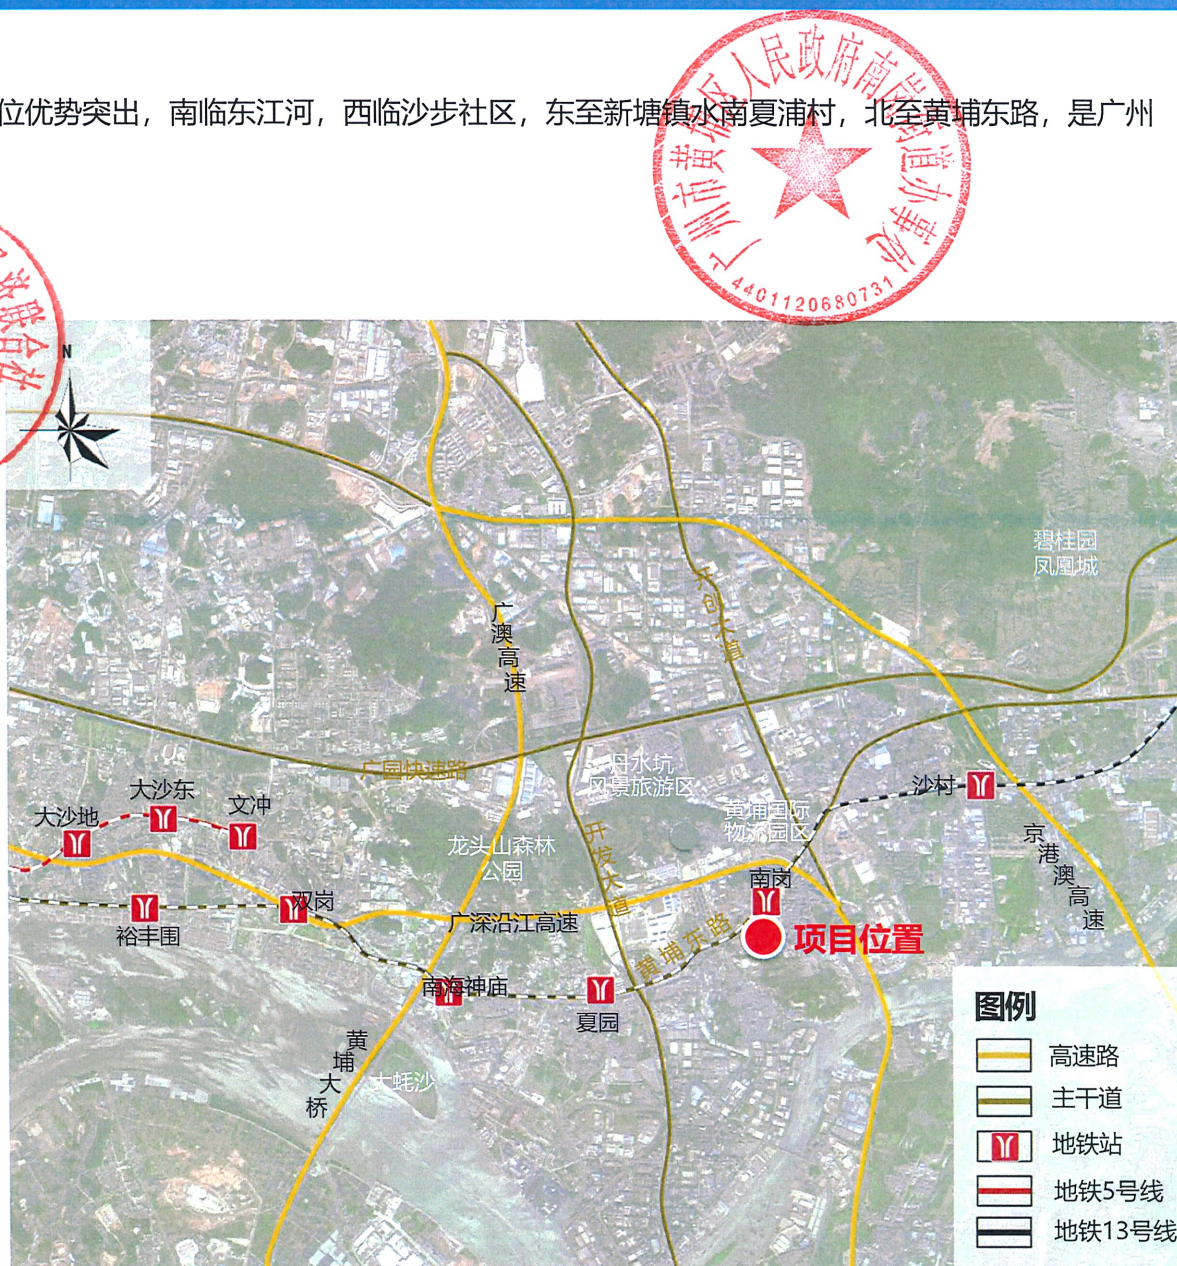 位优势突出，南临东江河，西临沙步社区，东至新塘镇水南夏浦村，北至黄埔东路，是广州
广州市黄埔区人民政府南岗街道办事处
4401120680731
N
碧桂园
凤凰城
开创大道
广澳高速
广园快速路
丹水坑
风景旅游区
黄埔国际
物流园区
沙村
大沙东
大沙地
文冲
京港澳高速
龙头山森林
公园
开发大道
南岗
双岗
裕丰围
广深沿江高速
黄埔东路
项目位置
南海神庙
夏园
黄埔大桥
大蚝沙
图例
高速路
主干道
地铁站
地铁5号线
地铁13号线